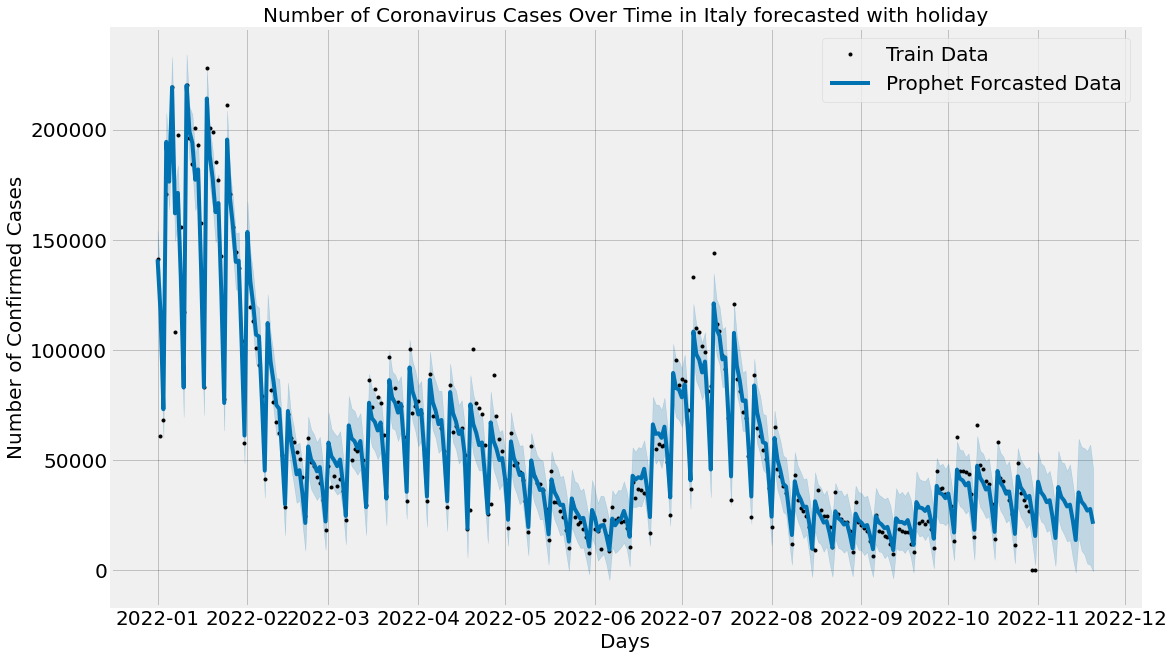 Number of Coronavirus Cases Over Time in Italy forecasted with holiday
Train Data
Prophet Forcasted Data
Number of Confirmed Cases
200000
150000
100000
50000
0
2022-01 2022-02 2022-03 2022-04 2022-05 2022-06 2022-07 2022-08 2022-09 2022-10 2022-11 2022-12
Days